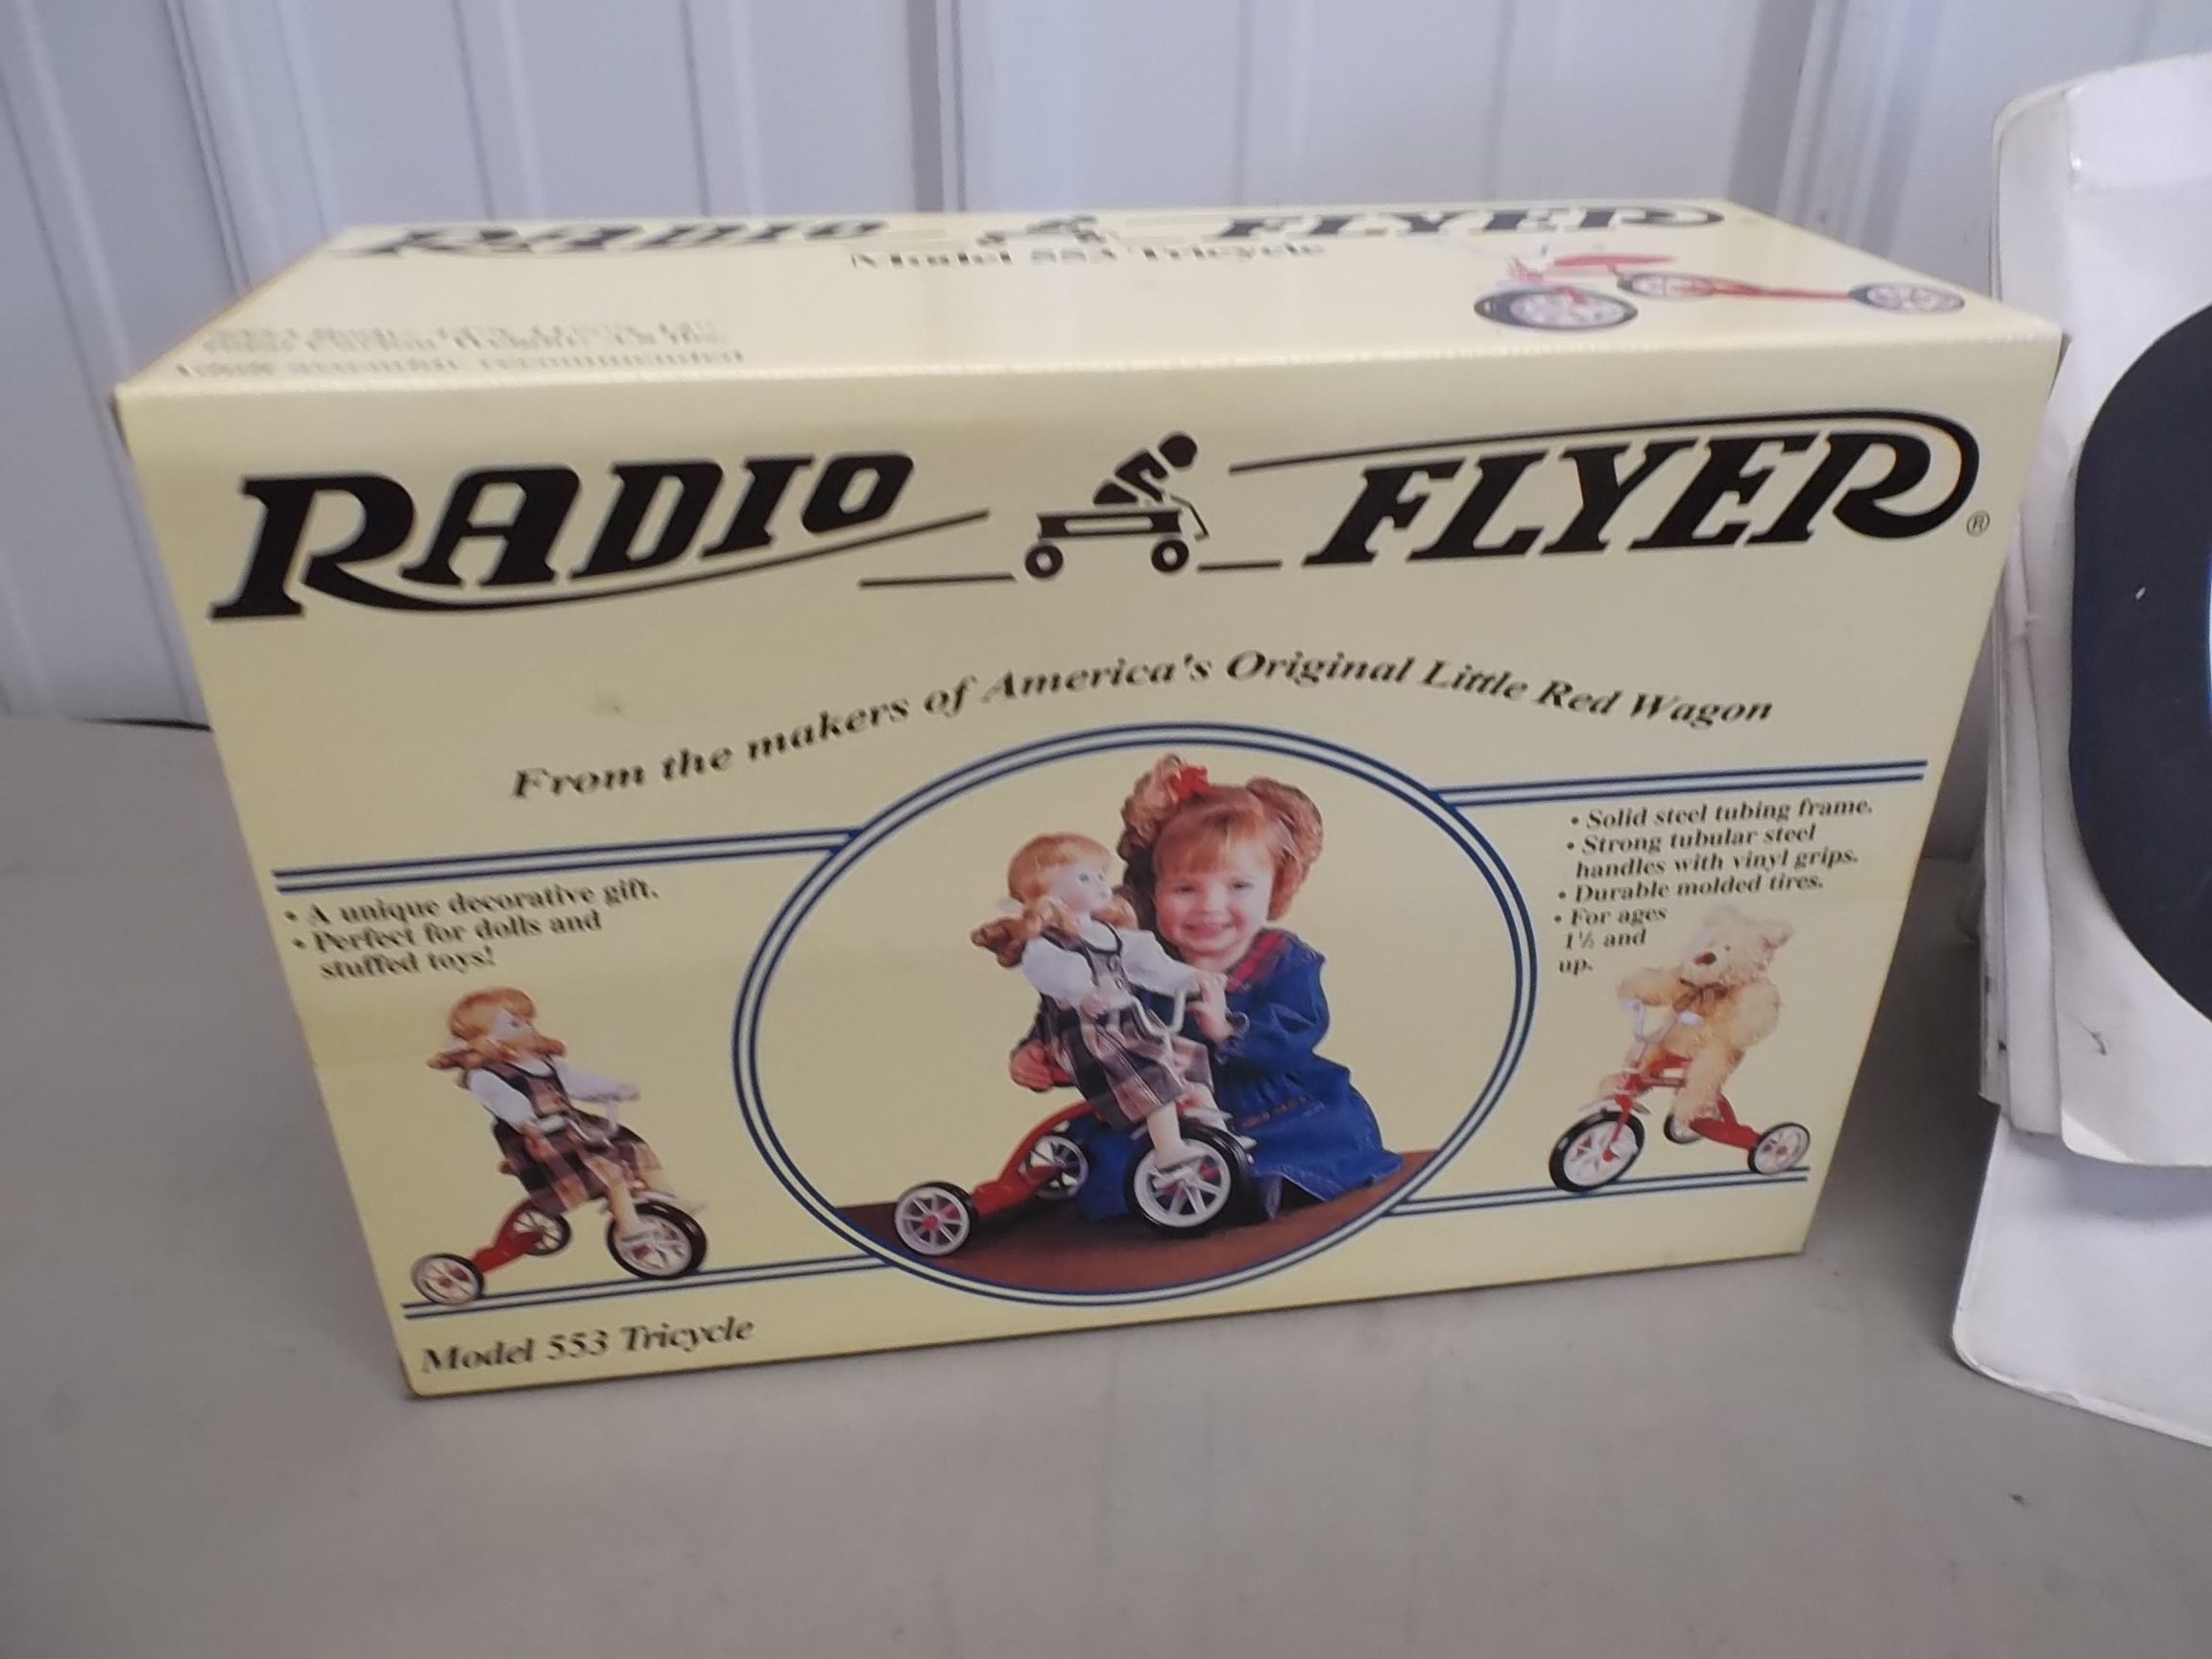 RADIO FLYER
Model 553 Tricycle
RADIO FLYER®
From the makers of America's Original Little Red Wagon
• A unique decorative gift.
• Perfect for dolls and
stuffed toys!
• Solid steel tubing frame.
• Strong tubular steel
handles with vinyl grips.
• Durable molded tires.
• For ages
1½ and
up.
Model 553 Tricycle